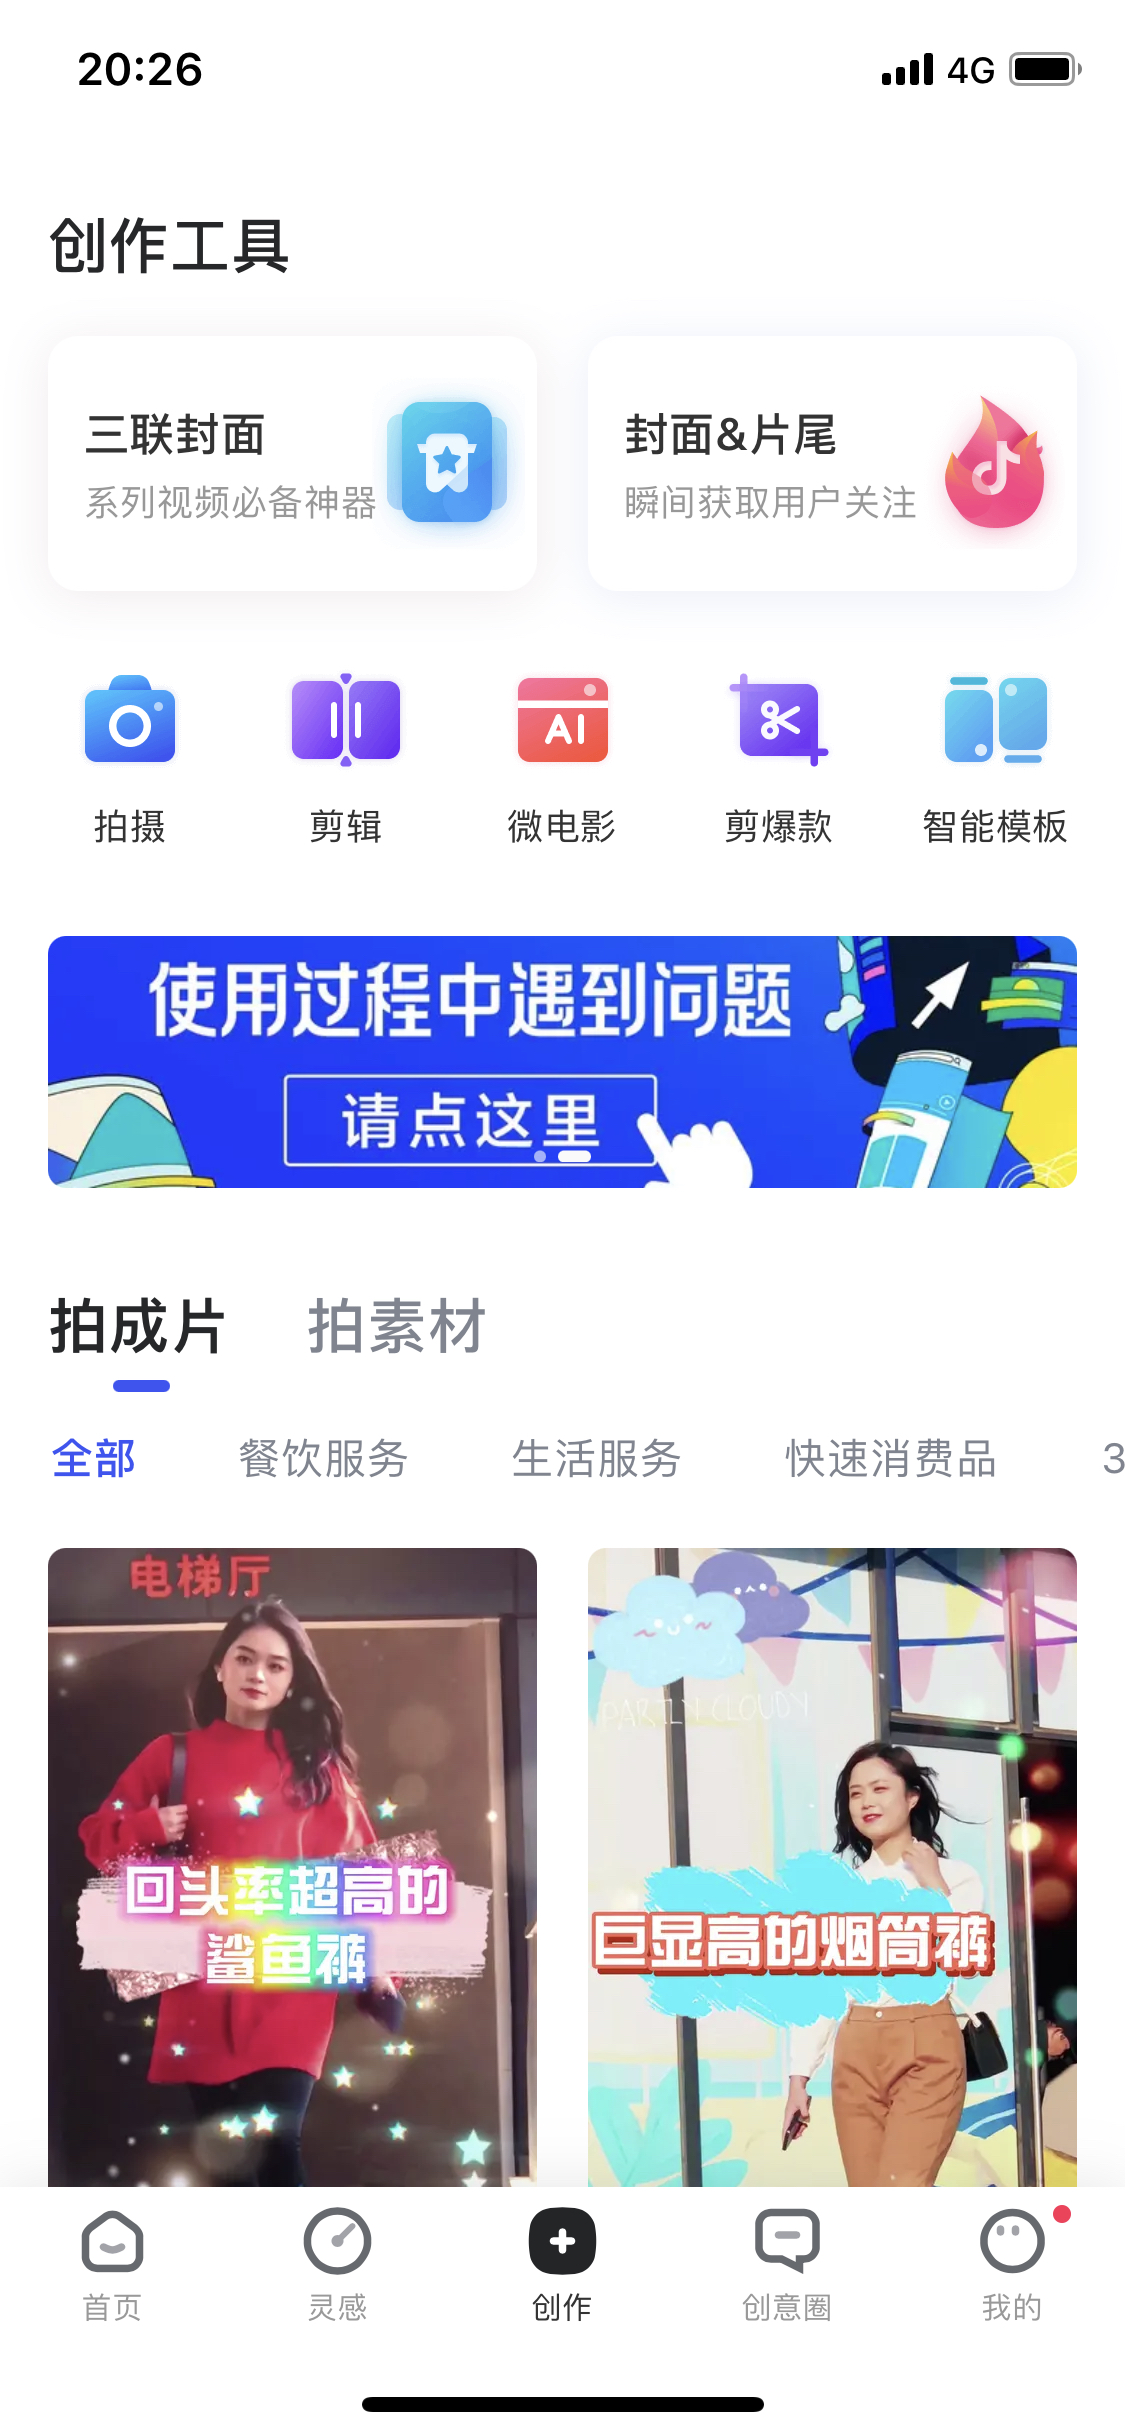 20:26
4G
创作工具
三联封面
系列视频必备神器
封面&片尾
瞬间获取用户关注
AI
拍摄
剪辑
微电影
剪爆款
智能模板
使用过程中遇到问题
请点这里
拍成片
拍素材
全部
餐饮服务
生活服务
快速消费品
3
电梯厅
回头率超高的
鲨鱼裤
PARTLY CLOUDY
巨显高的烟筒裤
首页
灵感
创作
创意圈
我的